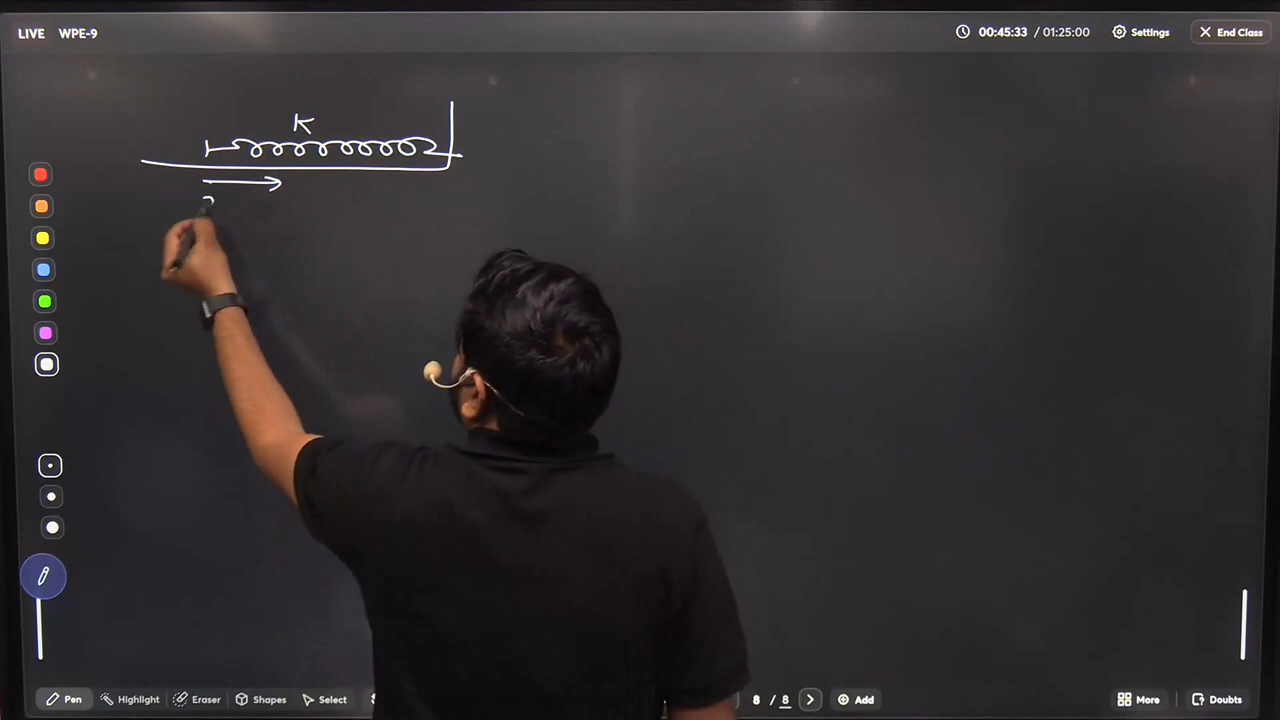 LIVE WPE-9 00:45:33 / 01:25:00 Settings End Class
K
Pen Highlight Eraser Shapes Select 8 / 8 Add More Doubts